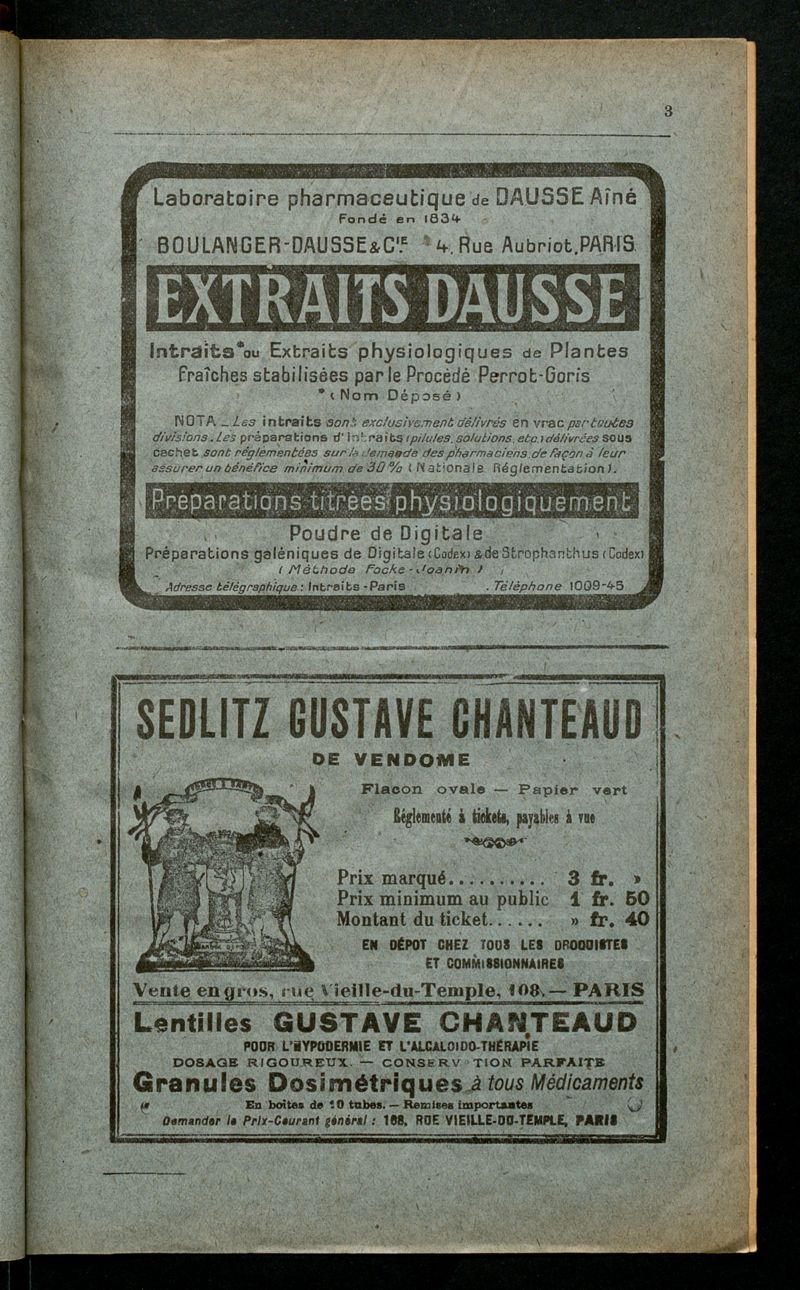 3
Laboratoire pharmaceutique de DAUSSE Aîné
Fondé en 1834
BOULANGER-DAUSSE & Cie 4, Rue Aubriot, PARIS
EXTRAITS DAUSSE
Intraits* ou Extraits physiologiques de Plantes
fraîches stabilisées par le Procédé Perrot-Goris
* (Nom Déposé)
NOTA _ Les intraits sont exclusivement délivrés en vrac par toutes
divisions. Les préparations d'Intraits (pilules, solutions, etc.) délivrées sous
cachet sont réglementées sur la demande des pharmaciens de façon à leur
assurer un bénéfice minimum de 30 % (Nationale Réglementation).
Préparations titrées physiologiquement
Poudre de Digitale
Préparations galéniques de Digitale (Codex) & de Strophanthus (Codex)
(Méthode Focke-Joanin)
Adresse télégraphique : Intraits - Paris . Téléphone 1009-45
SEDLITZ GUSTAVE CHANTEAUD
DE VENDOME
Flacon ovale — Papier vert
Réglementé à tickets, payables à vue
Prix marqué.......... 3 fr. »
Prix minimum au public 1 fr. 50
Montant du ticket...... » fr. 40
EN DÉPOT CHEZ TOUS LES DROGUISTES
ET COMMISSIONNAIRES
Vente en gros, rue Vieille-du-Temple, 108. — PARIS
Lentilles GUSTAVE CHANTEAUD
POUR L'HYPODERMIE ET L'ALCALOIDO-THÉRAPIE
DOSAGE RIGOUREUX. — CONSERV TION PARFAITE
Granules Dosimétriques à tous Médicaments
En boîtes de 10 tubes. — Remises importantes
Demander le Prix-Courant général : 108, RUE VIEILLE-DU-TEMPLE, PARIS